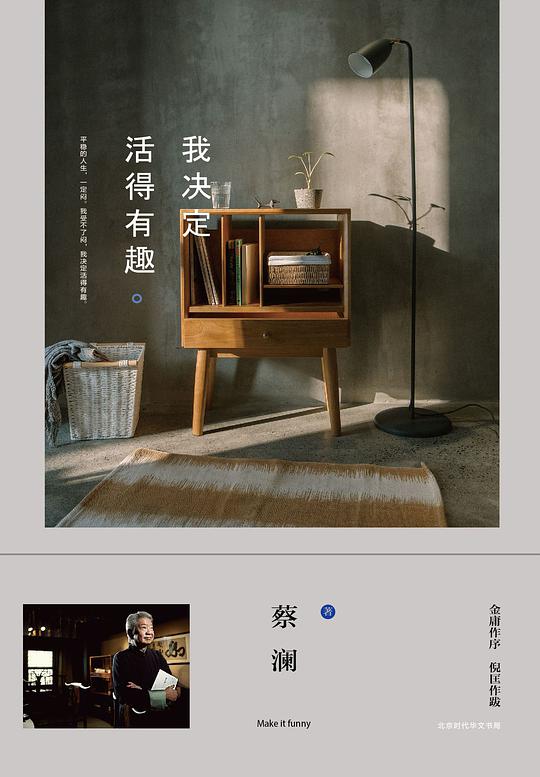 我决定
活得有趣
平稳的人生，一定闷。我受不了闷，我决定活得有趣。
蔡澜
著
金庸作序 倪匡作跋
Make it funny
北京时代华文书局